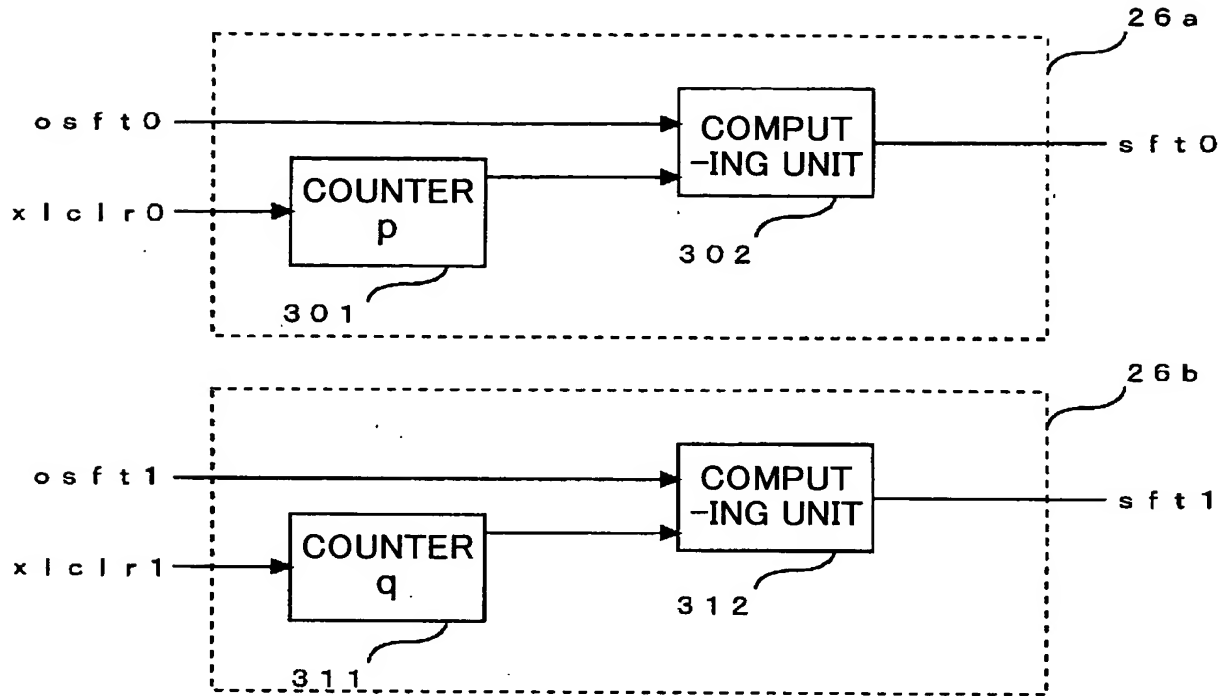 26a
osft0
COMPUT
-ING UNIT
sft0
xlclr0
COUNTER
p
302
301
26b
osft1
COMPUT
-ING UNIT
sft1
xlclr1
COUNTER
q
312
311